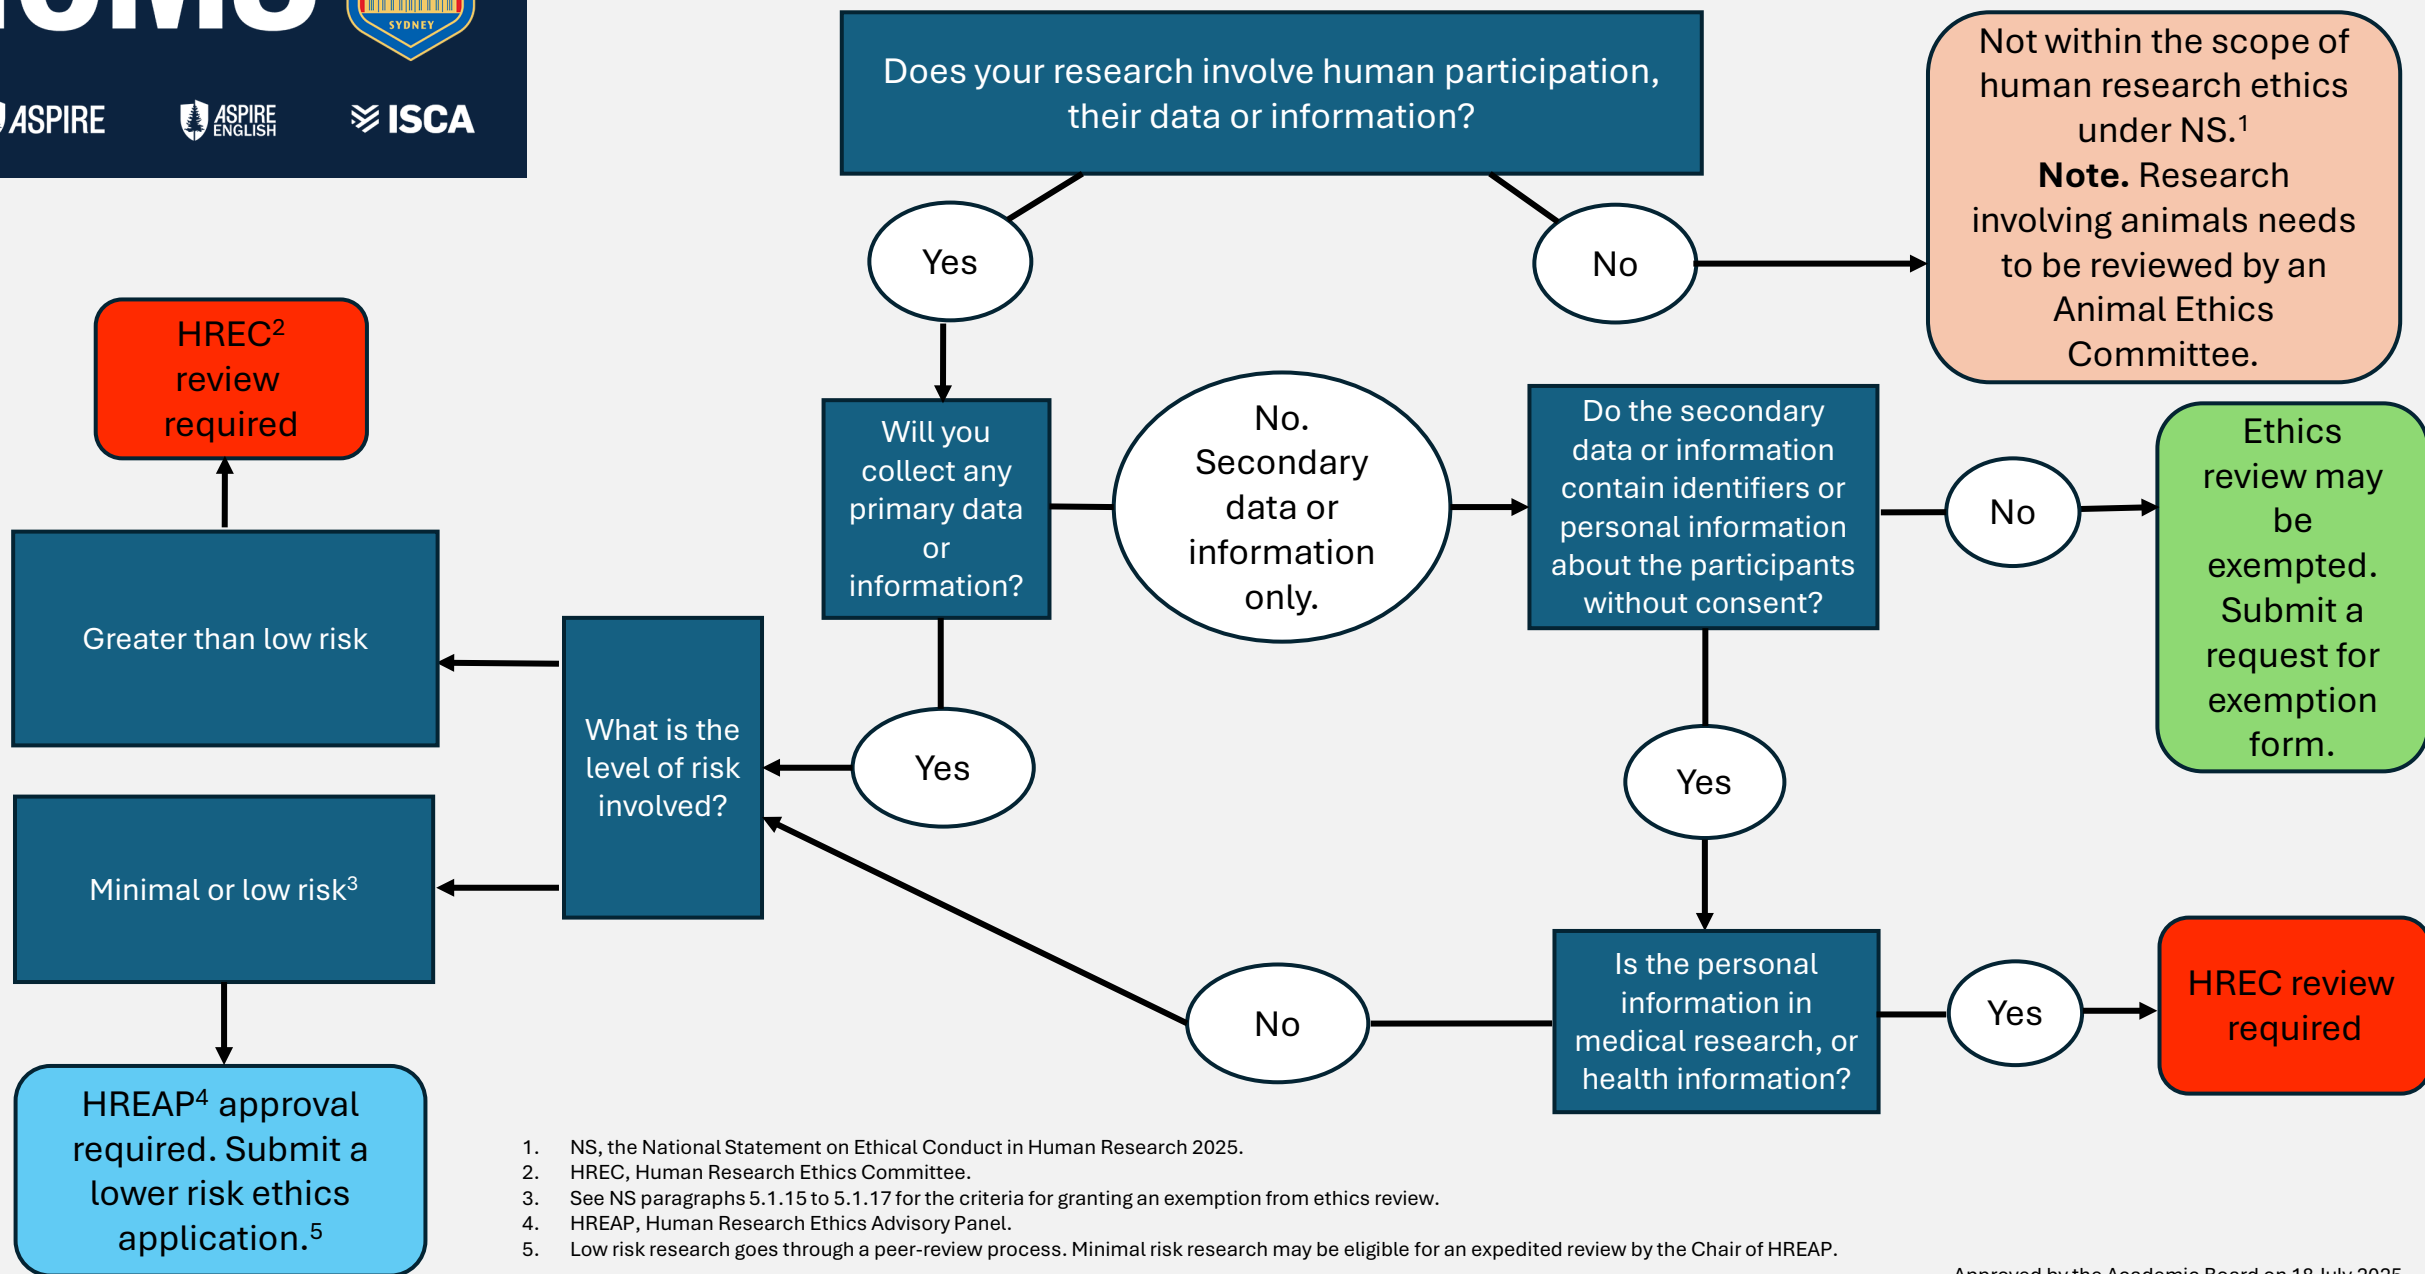 SYDNEY
ASPIRE
ASPIRE
ENGLISH
ISCA
Does your research involve human participation,
their data or information?
Not within the scope of
human research ethics
under NS.1
Note. Research
involving animals needs
to be reviewed by an
Animal Ethics
Committee.
Yes
No
HREC2
review
required
Will you
collect any
primary data
or
information?
No.
Secondary
data or
information
only.
Do the secondary
data or information
contain identifiers or
personal information
about the participants
without consent?
No
Ethics
review may
be
exempted.
Submit a
request for
exemption
form.
Greater than low risk
What is the
level of risk
involved?
Yes
Yes
Minimal or low risk3
Is the personal
information in
medical research, or
health information?
No
Yes
HREC review
required
HREAP4 approval
required. Submit a
lower risk ethics
application.5
1. NS, the National Statement on Ethical Conduct in Human Research 2025.
2. HREC, Human Research Ethics Committee.
3. See NS paragraphs 5.1.15 to 5.1.17 for the criteria for granting an exemption from ethics review.
4. HREAP, Human Research Ethics Advisory Panel.
5. Low risk research goes through a peer-review process. Minimal risk research may be eligible for an expedited review by the Chair of HREAP.
Approved by the Academic Board on 18 July 2025